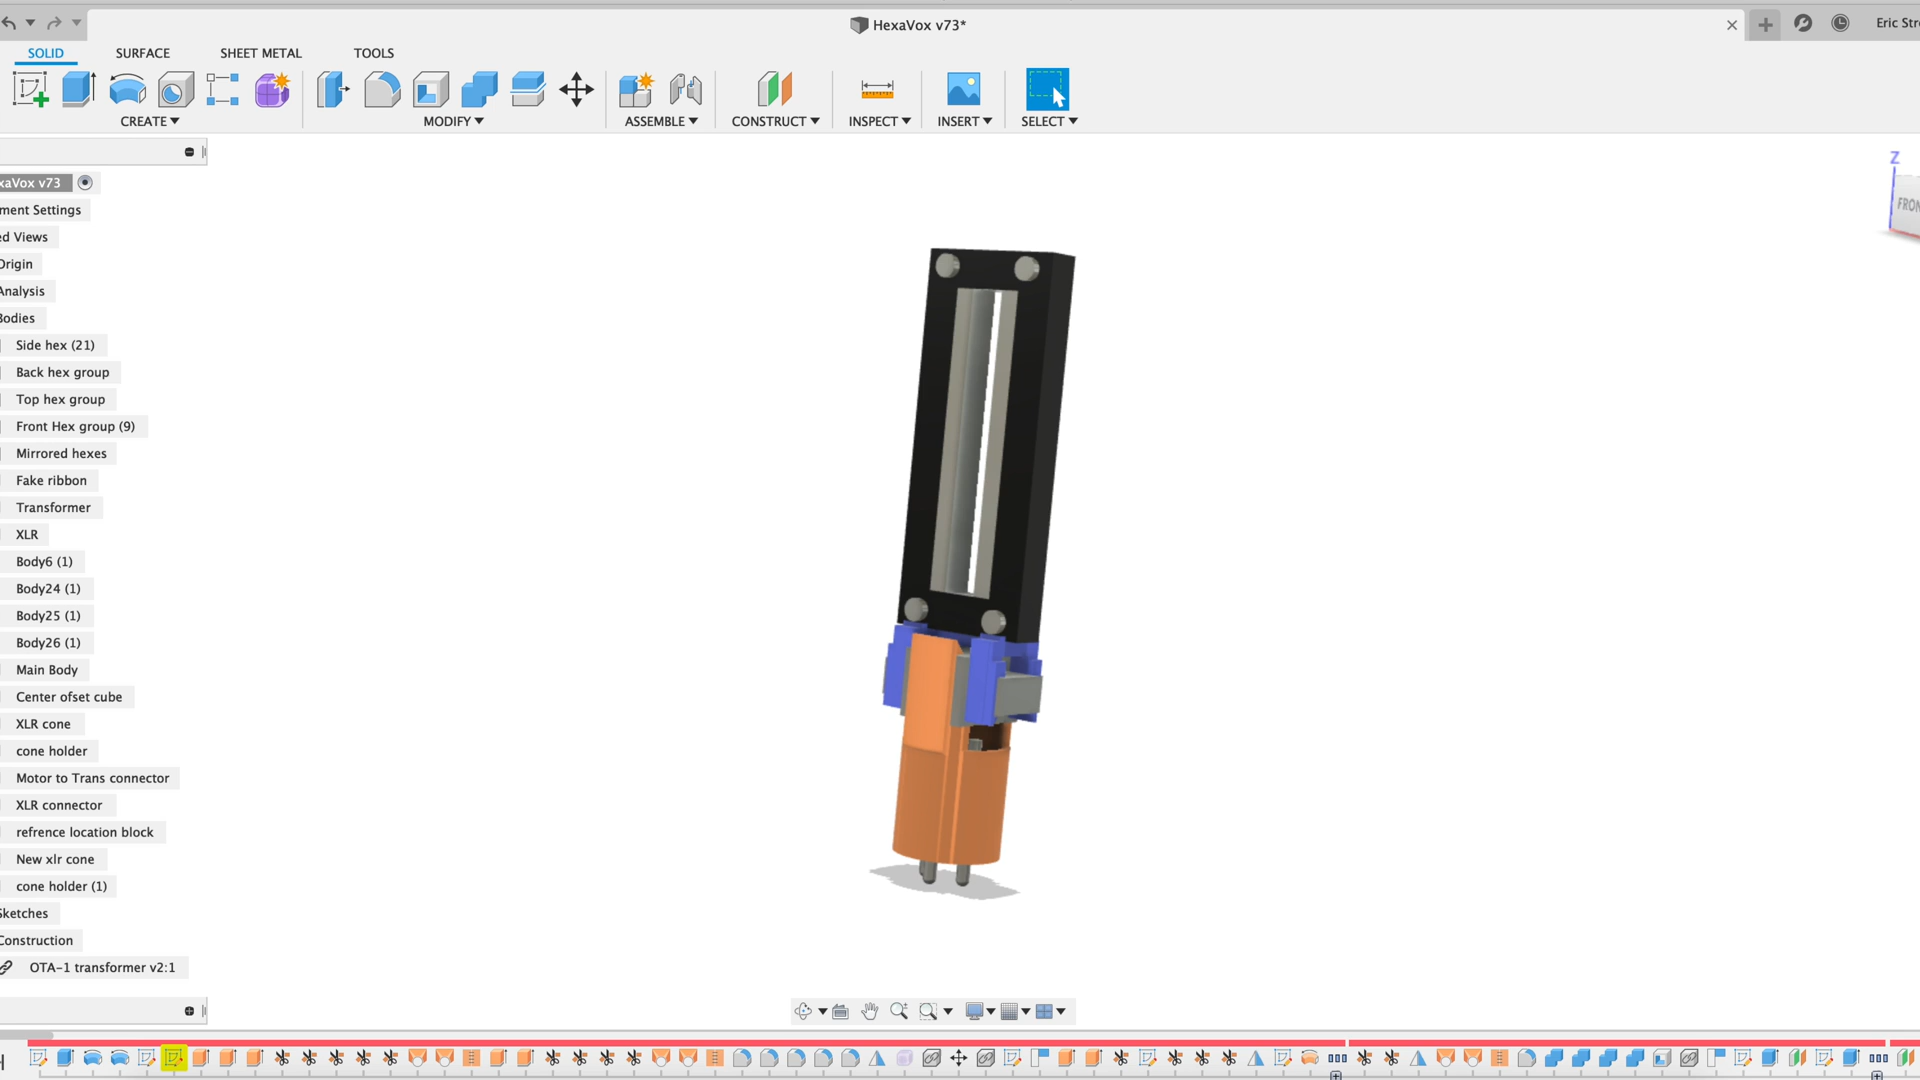 HexaVox v73*
Eric Stre
SOLID
SURFACE
SHEET METAL
TOOLS
CREATE
MODIFY
ASSEMBLE
CONSTRUCT
INSPECT
INSERT
SELECT
xaVox v73
ment Settings
ed Views
Origin
Analysis
Bodies
Side hex (21)
Back hex group
Top hex group
Front Hex group (9)
Mirrored hexes
Fake ribbon
Transformer
XLR
Body6 (1)
Body24 (1)
Body25 (1)
Body26 (1)
Main Body
Center ofset cube
XLR cone
cone holder
Motor to Trans connector
XLR connector
refrence location block
New xlr cone
cone holder (1)
Sketches
Construction
OTA-1 transformer v2:1
Z
FRON